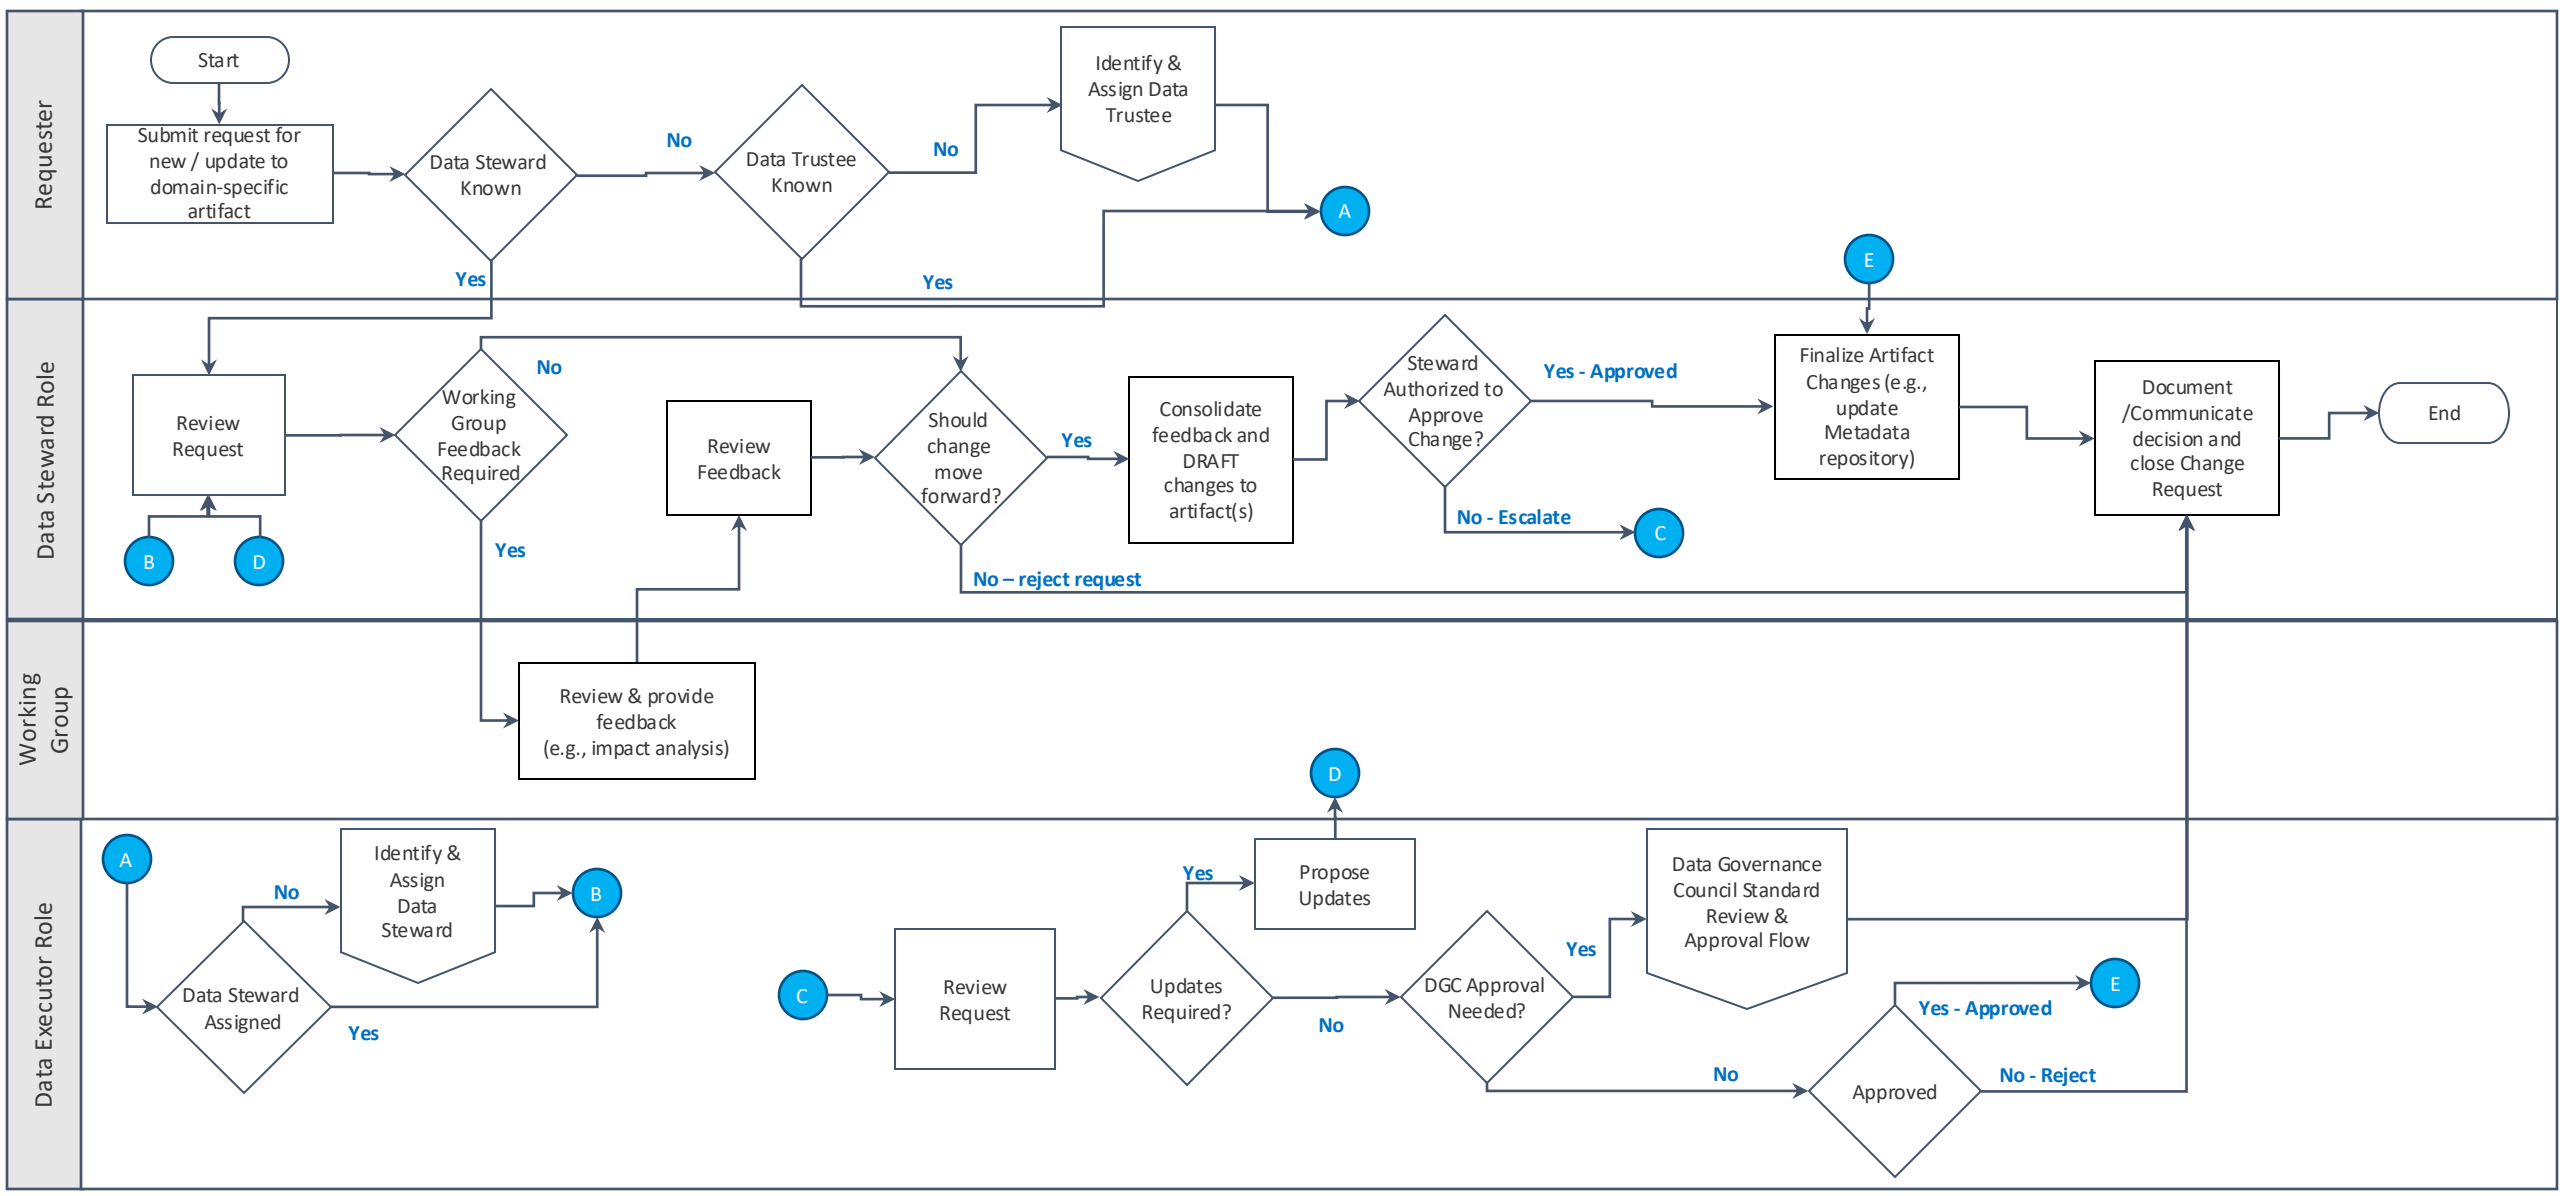 Requester
Start
Submit request for
new / update to
domain-specific
artifact
Data Steward
Known
No
Yes
Data Trustee
Known
No
Yes
Identify &
Assign Data
Trustee
A
E
Data Steward Role
Review
Request
B
D
Working
Group
Feedback
Required
No
Yes
Review
Feedback
Should
change
move
forward?
Yes
No – reject request
Consolidate
feedback and
DRAFT
changes to
artifact(s)
Steward
Authorized to
Approve
Change?
Yes - Approved
No - Escalate
C
Finalize Artifact
Changes (e.g.,
update
Metadata
repository)
Document
/Communicate
decision and
close Change
Request
End
Working
Group
Review & provide
feedback
(e.g., impact analysis)
D
Data Executor Role
A
Data Steward
Assigned
No
Yes
Identify &
Assign
Data
Steward
B
C
Review
Request
Updates
Required?
Yes
No
Propose
Updates
DGC Approval
Needed?
Yes
No
Data Governance
Council Standard
Review &
Approval Flow
Approved
Yes - Approved
No - Reject
E